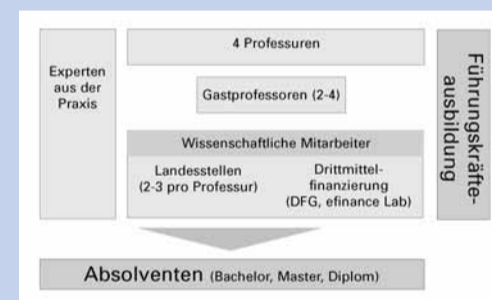 4 Professuren
Experten
aus der
Praxis
Gastprofessoren (2-4)
Wissenschaftliche Mitarbeiter
Landesstellen
(2-3 pro Professur)
Drittmittel-
finanzierung
(DFG, efinance Lab)
Führungskräfte-
ausbildung
Absolventen (Bachelor, Master, Diplom)